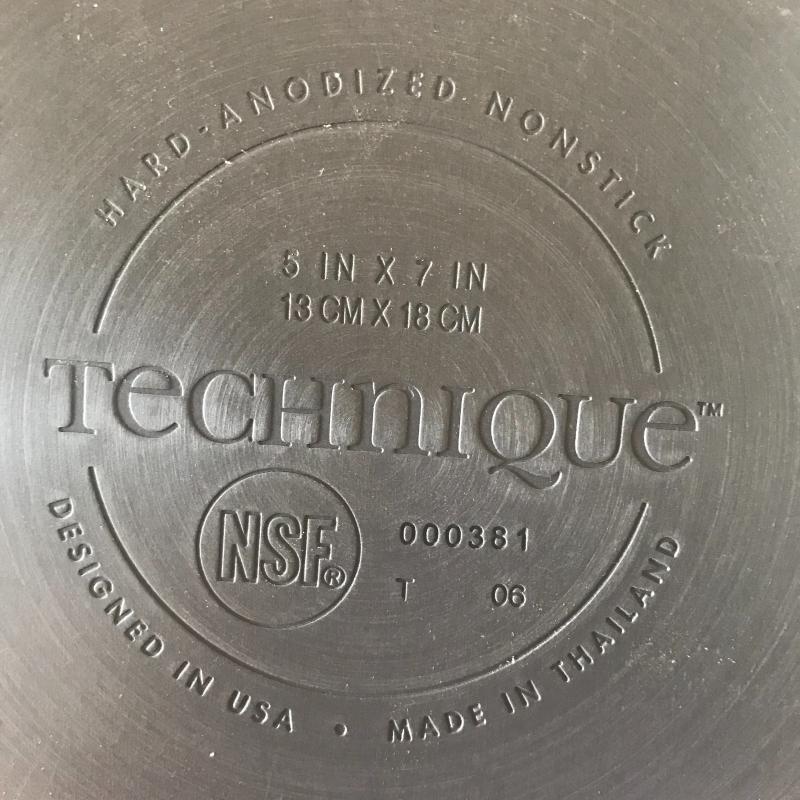 HARD-ANODIZED NONSTICK
5 IN X 7 IN
13 CM X 18 CM
TeCHnIQUe™
NSF®
000381
T 06
DESIGNED IN USA • MADE IN THAILAND